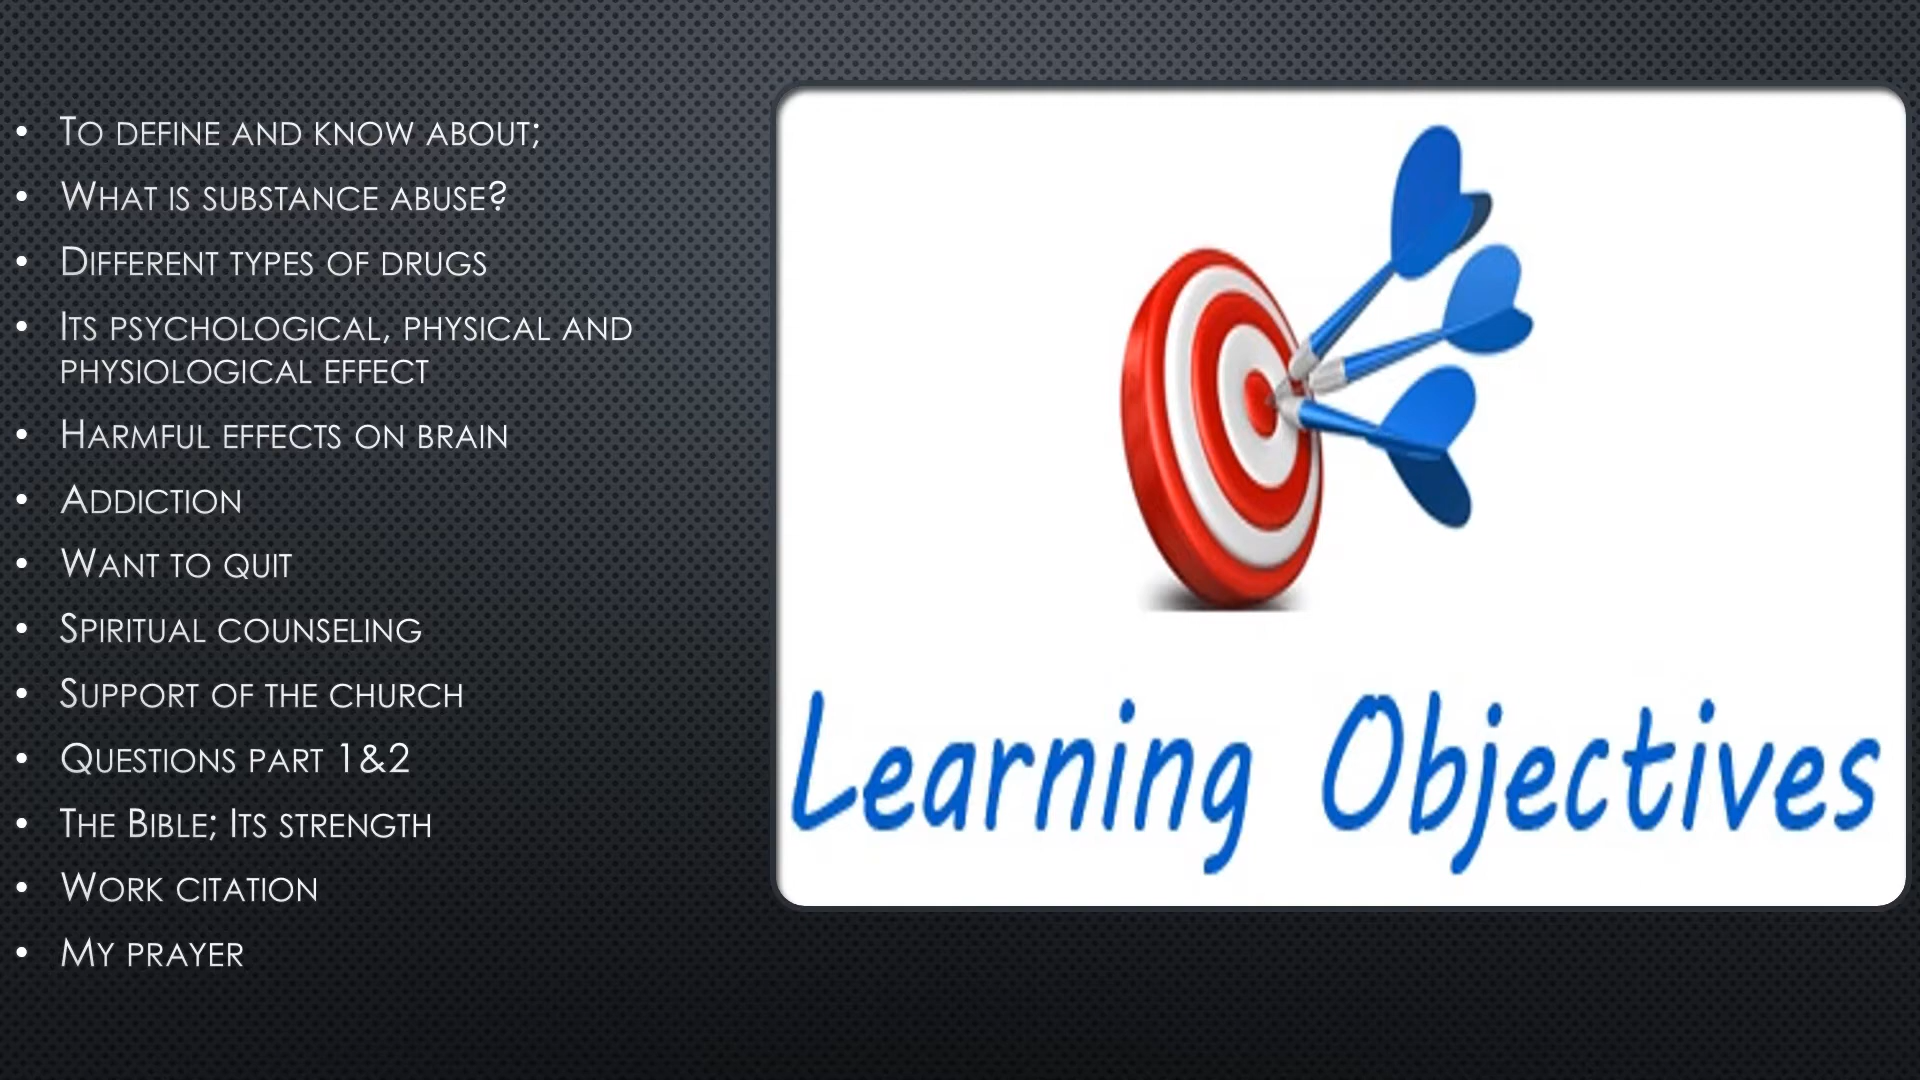 • To define and know about;
• What is substance abuse?
• Different types of drugs
• Its psychological, physical and
physiological effect
• Harmful effects on brain
• Addiction
• Want to quit
• Spiritual counseling
• Support of the church
• Questions part 1&2
• The Bible; Its strength
• Work citation
• My prayer
Learning Objectives